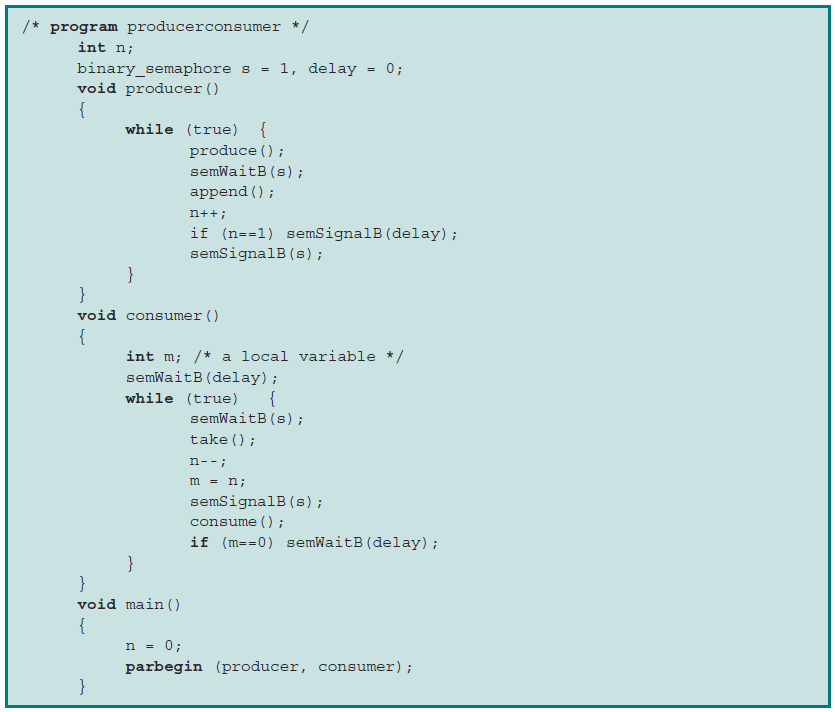 /* program producerconsumer */
int n;
binary_semaphore s = 1, delay = 0;
void producer()
{
while (true) {
produce();
semWaitB(s);
append();
n++;
if (n==1) semSignalB(delay);
semSignalB(s);
}
}
void consumer()
{
int m; /* a local variable */
semWaitB(delay);
while (true) {
semWaitB(s);
take();
n--;
m = n;
semSignalB(s);
consume();
if (m==0) semWaitB(delay);
}
}
void main()
{
n = 0;
parbegin (producer, consumer);
}